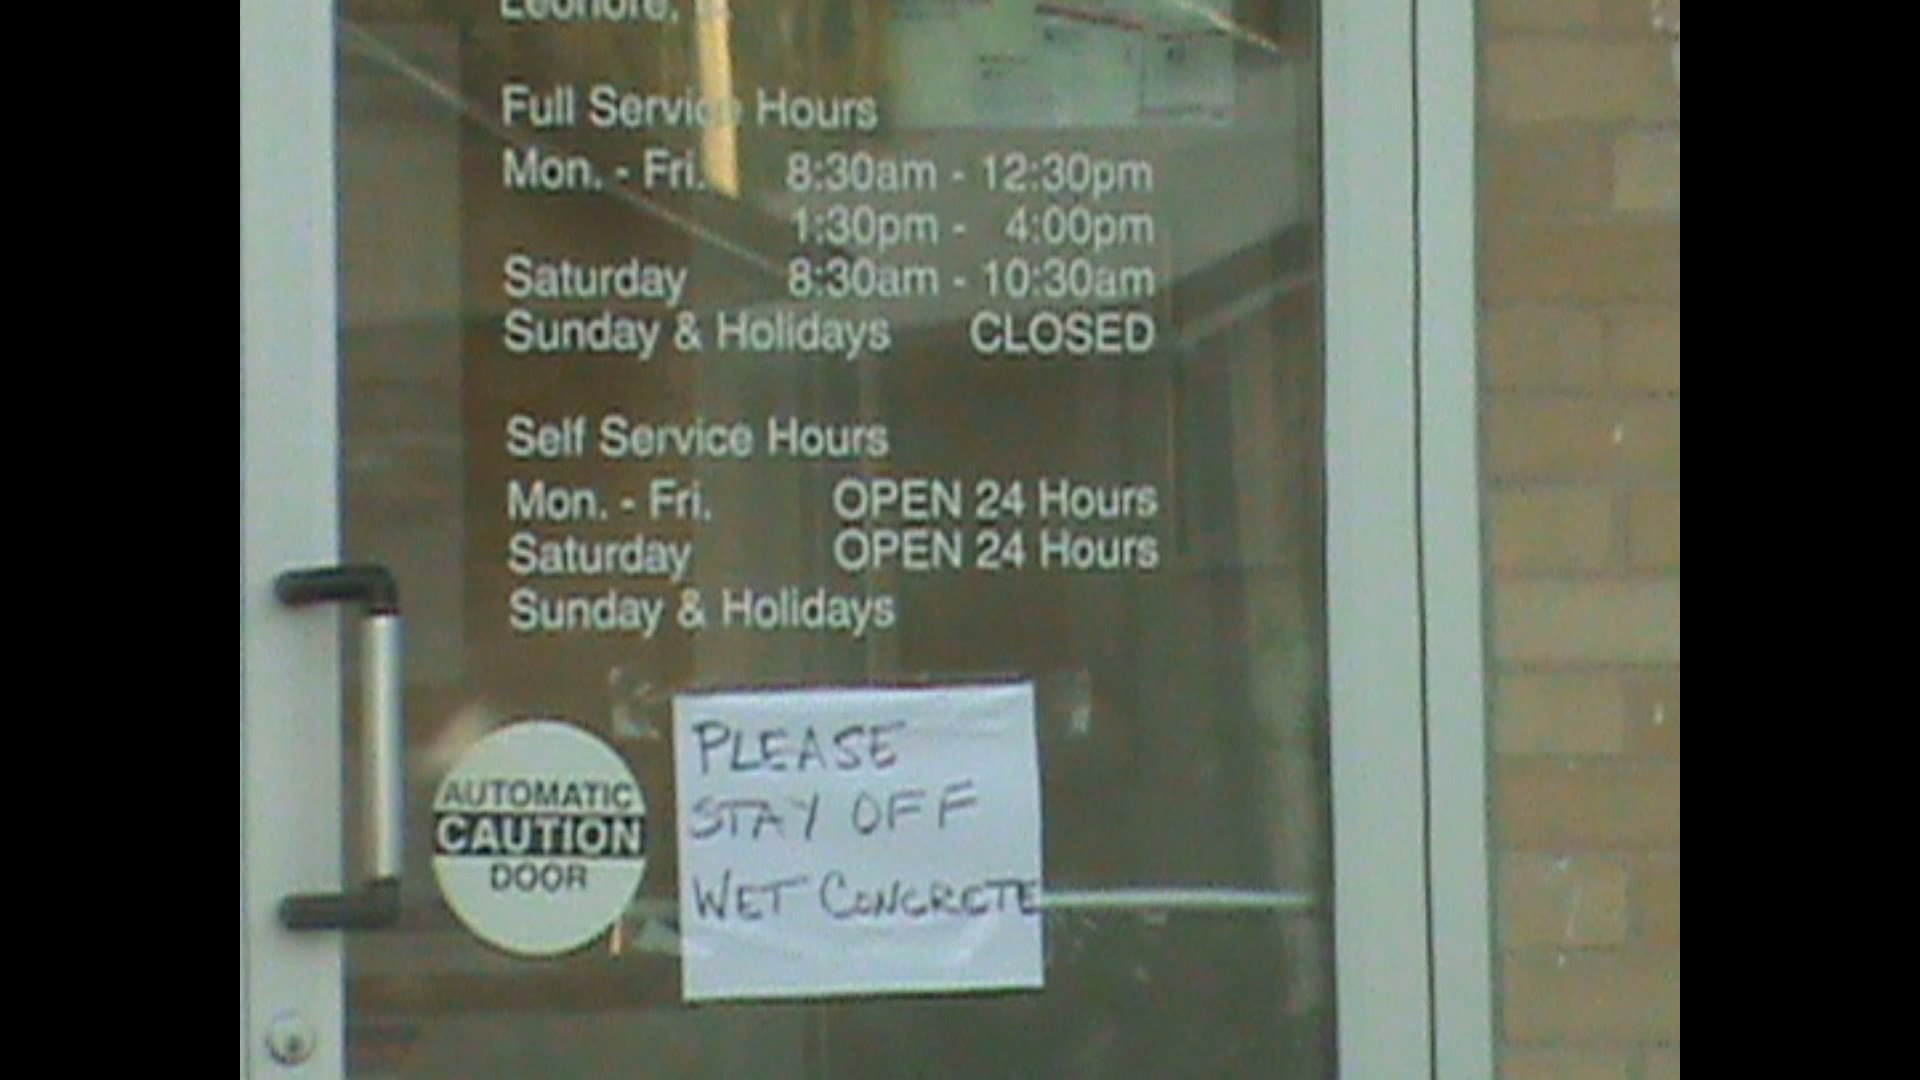 Leonore,
Full Service Hours
Mon. - Fri. 8:30am - 12:30pm
1:30pm - 4:00pm
Saturday 8:30am - 10:30am
Sunday & Holidays CLOSED
Self Service Hours
Mon. - Fri. OPEN 24 Hours
Saturday OPEN 24 Hours
Sunday & Holidays
AUTOMATIC
CAUTION
DOOR
PLEASE
STAY OFF
WET CONCRETE